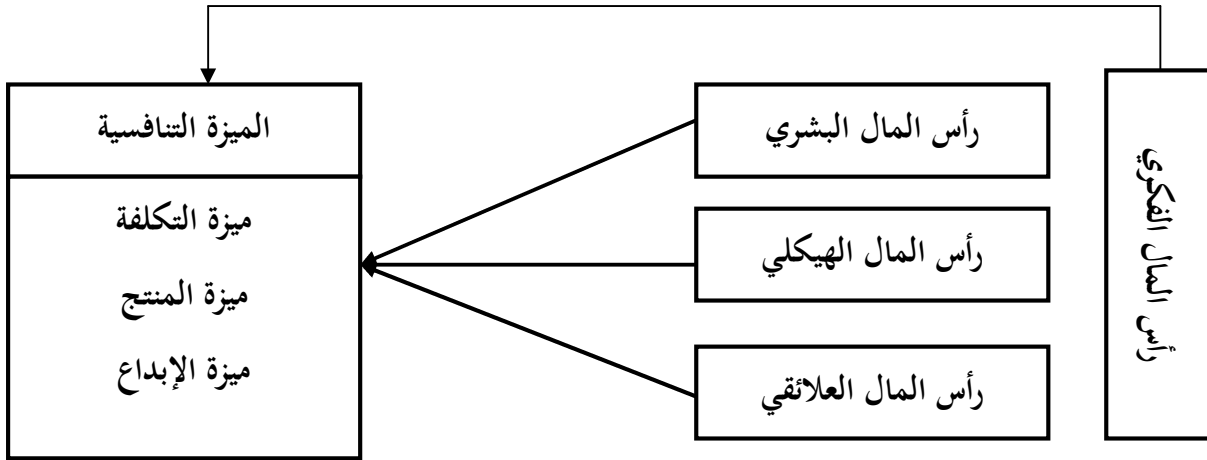 رأس المال الفكري
رأس المال البشري
رأس المال الهيكلي
رأس المال العلائقي
الميزة التنافسية
ميزة التكلفة
ميزة المنتج
ميزة الإبداع